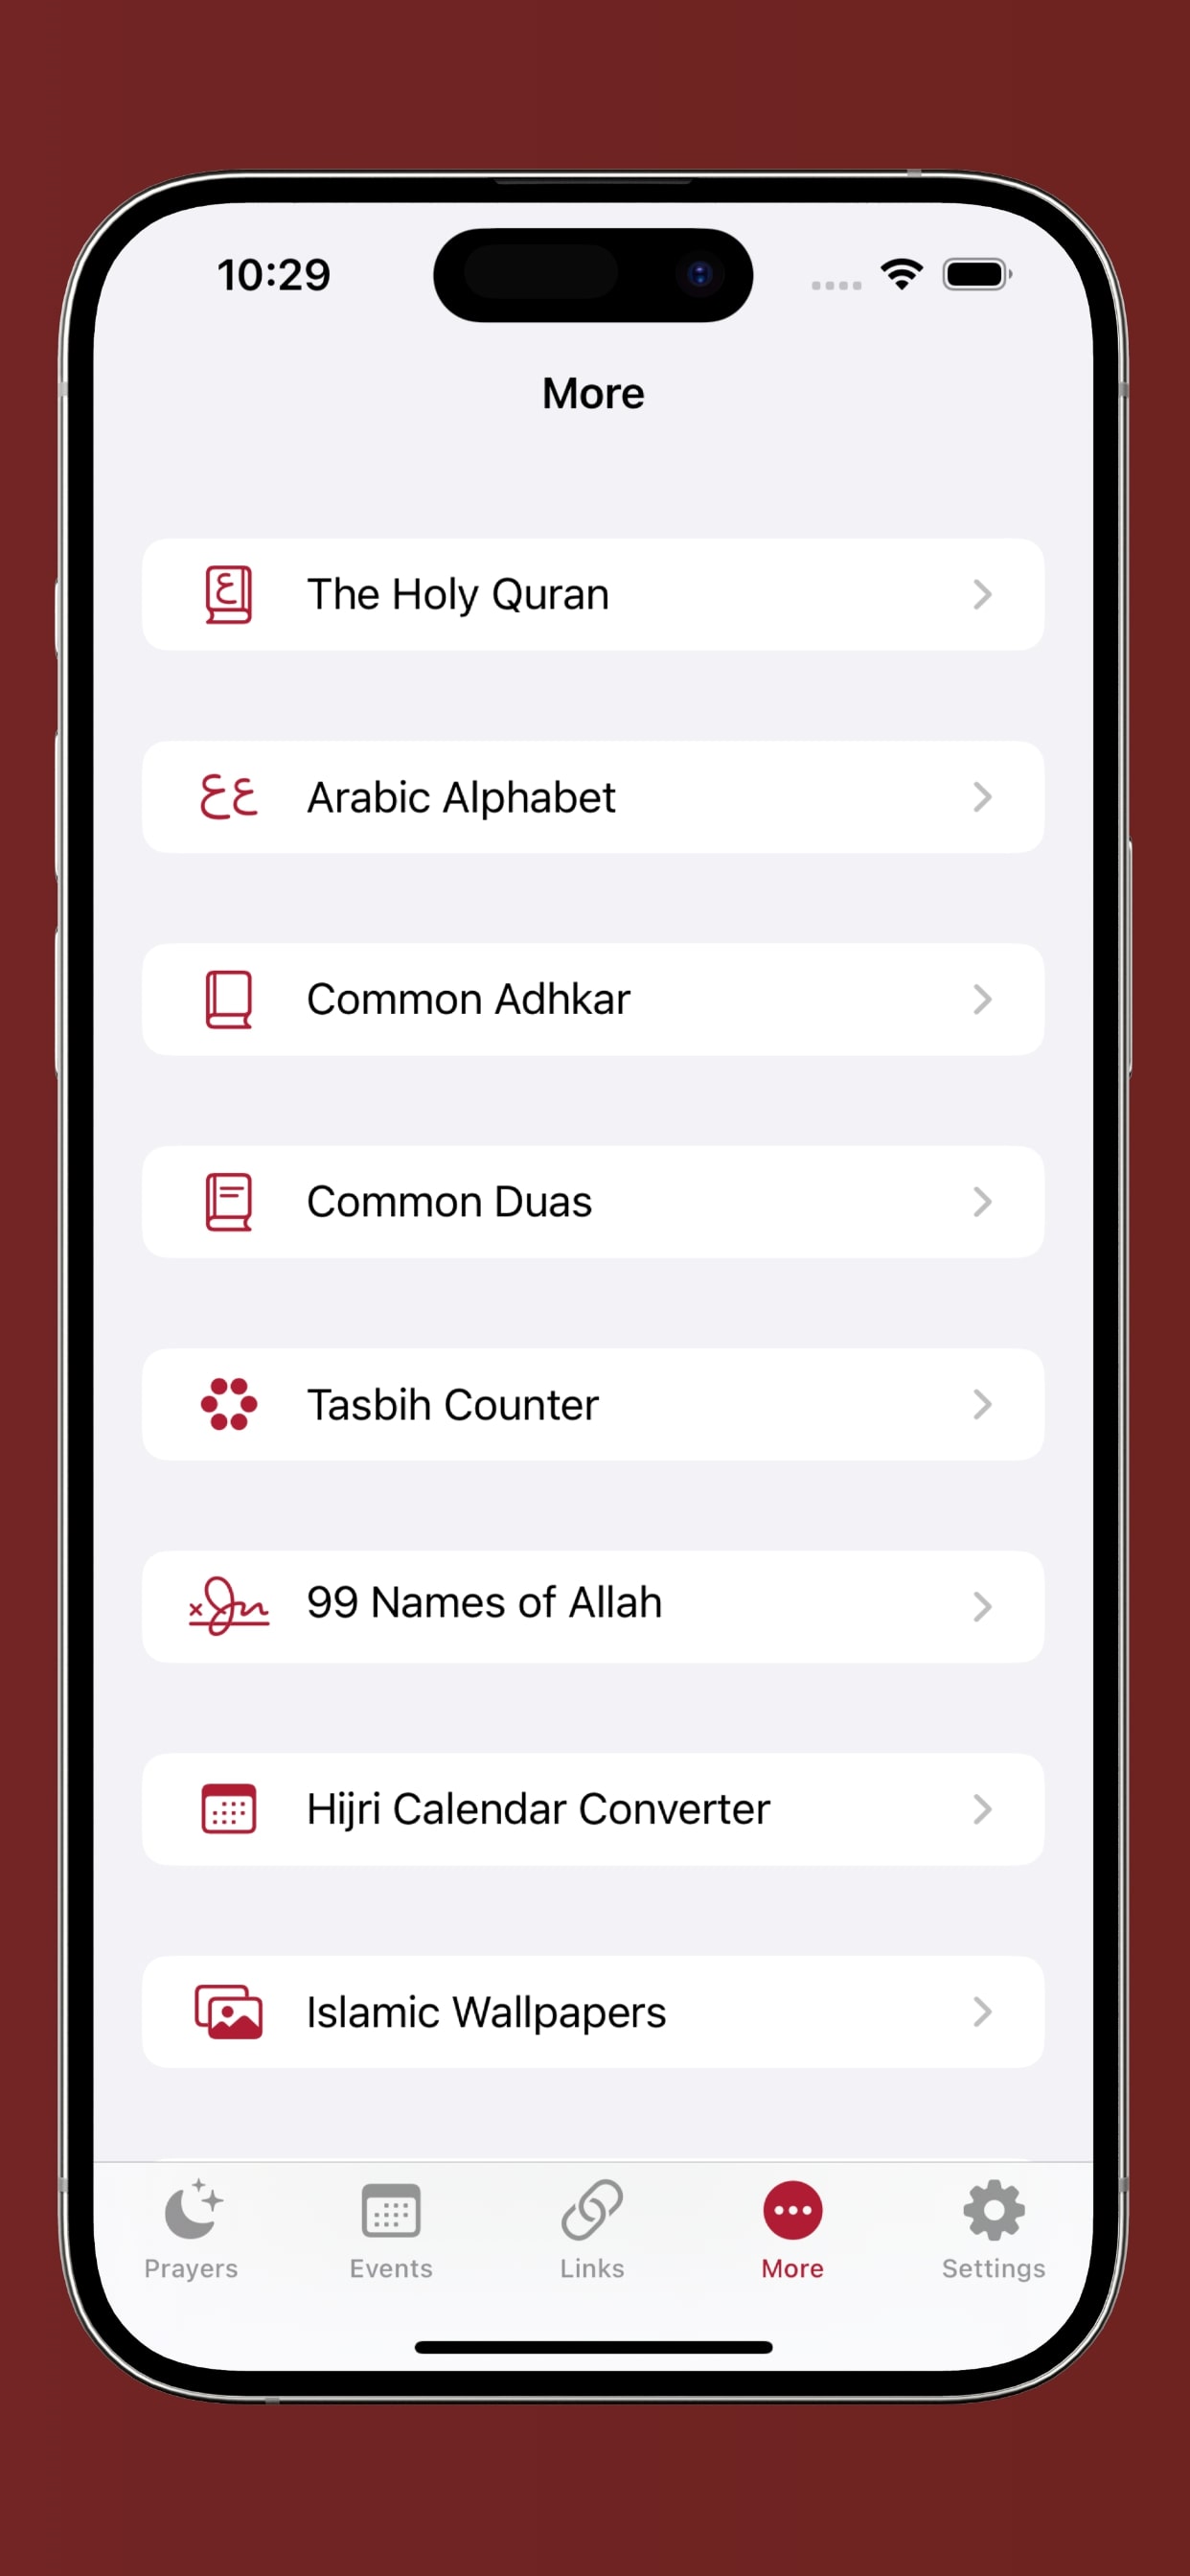 10:29
More
The Holy Quran
Arabic Alphabet
Common Adhkar
Common Duas
Tasbih Counter
99 Names of Allah
Hijri Calendar Converter
Islamic Wallpapers
Prayers
Events
Links
More
Settings